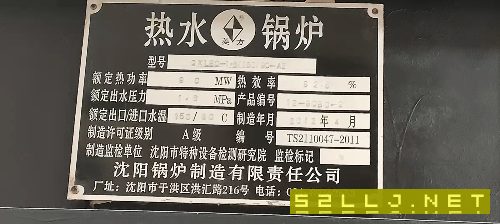 热水 锅炉
型号
额定热功率 MW 热效率 %
额定出水压力 MPa 产品编号
额定出口/进口水温 ℃ 制造年月 年 月
制造许可证级别 A级 编号 TS2110047-2011
制造监检单位 沈阳市特种设备检测研究院 监检标记
沈阳锅炉制造有限责任公司
厂址:沈阳市于洪区洪汇路216号 电话:
52LLJ.NET